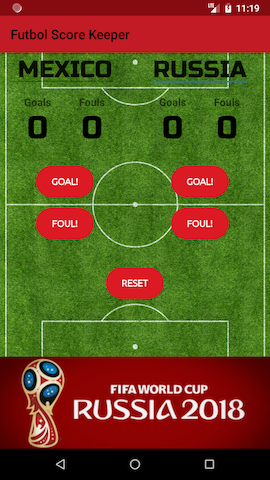 11:19
Futbol Score Keeper
MEXICO RUSSIA
Goals Fouls Goals Fouls
0 0 0 0
GOAL! GOAL!
FOUL! FOUL!
RESET
FIFA WORLD CUP
RUSSIA 2018